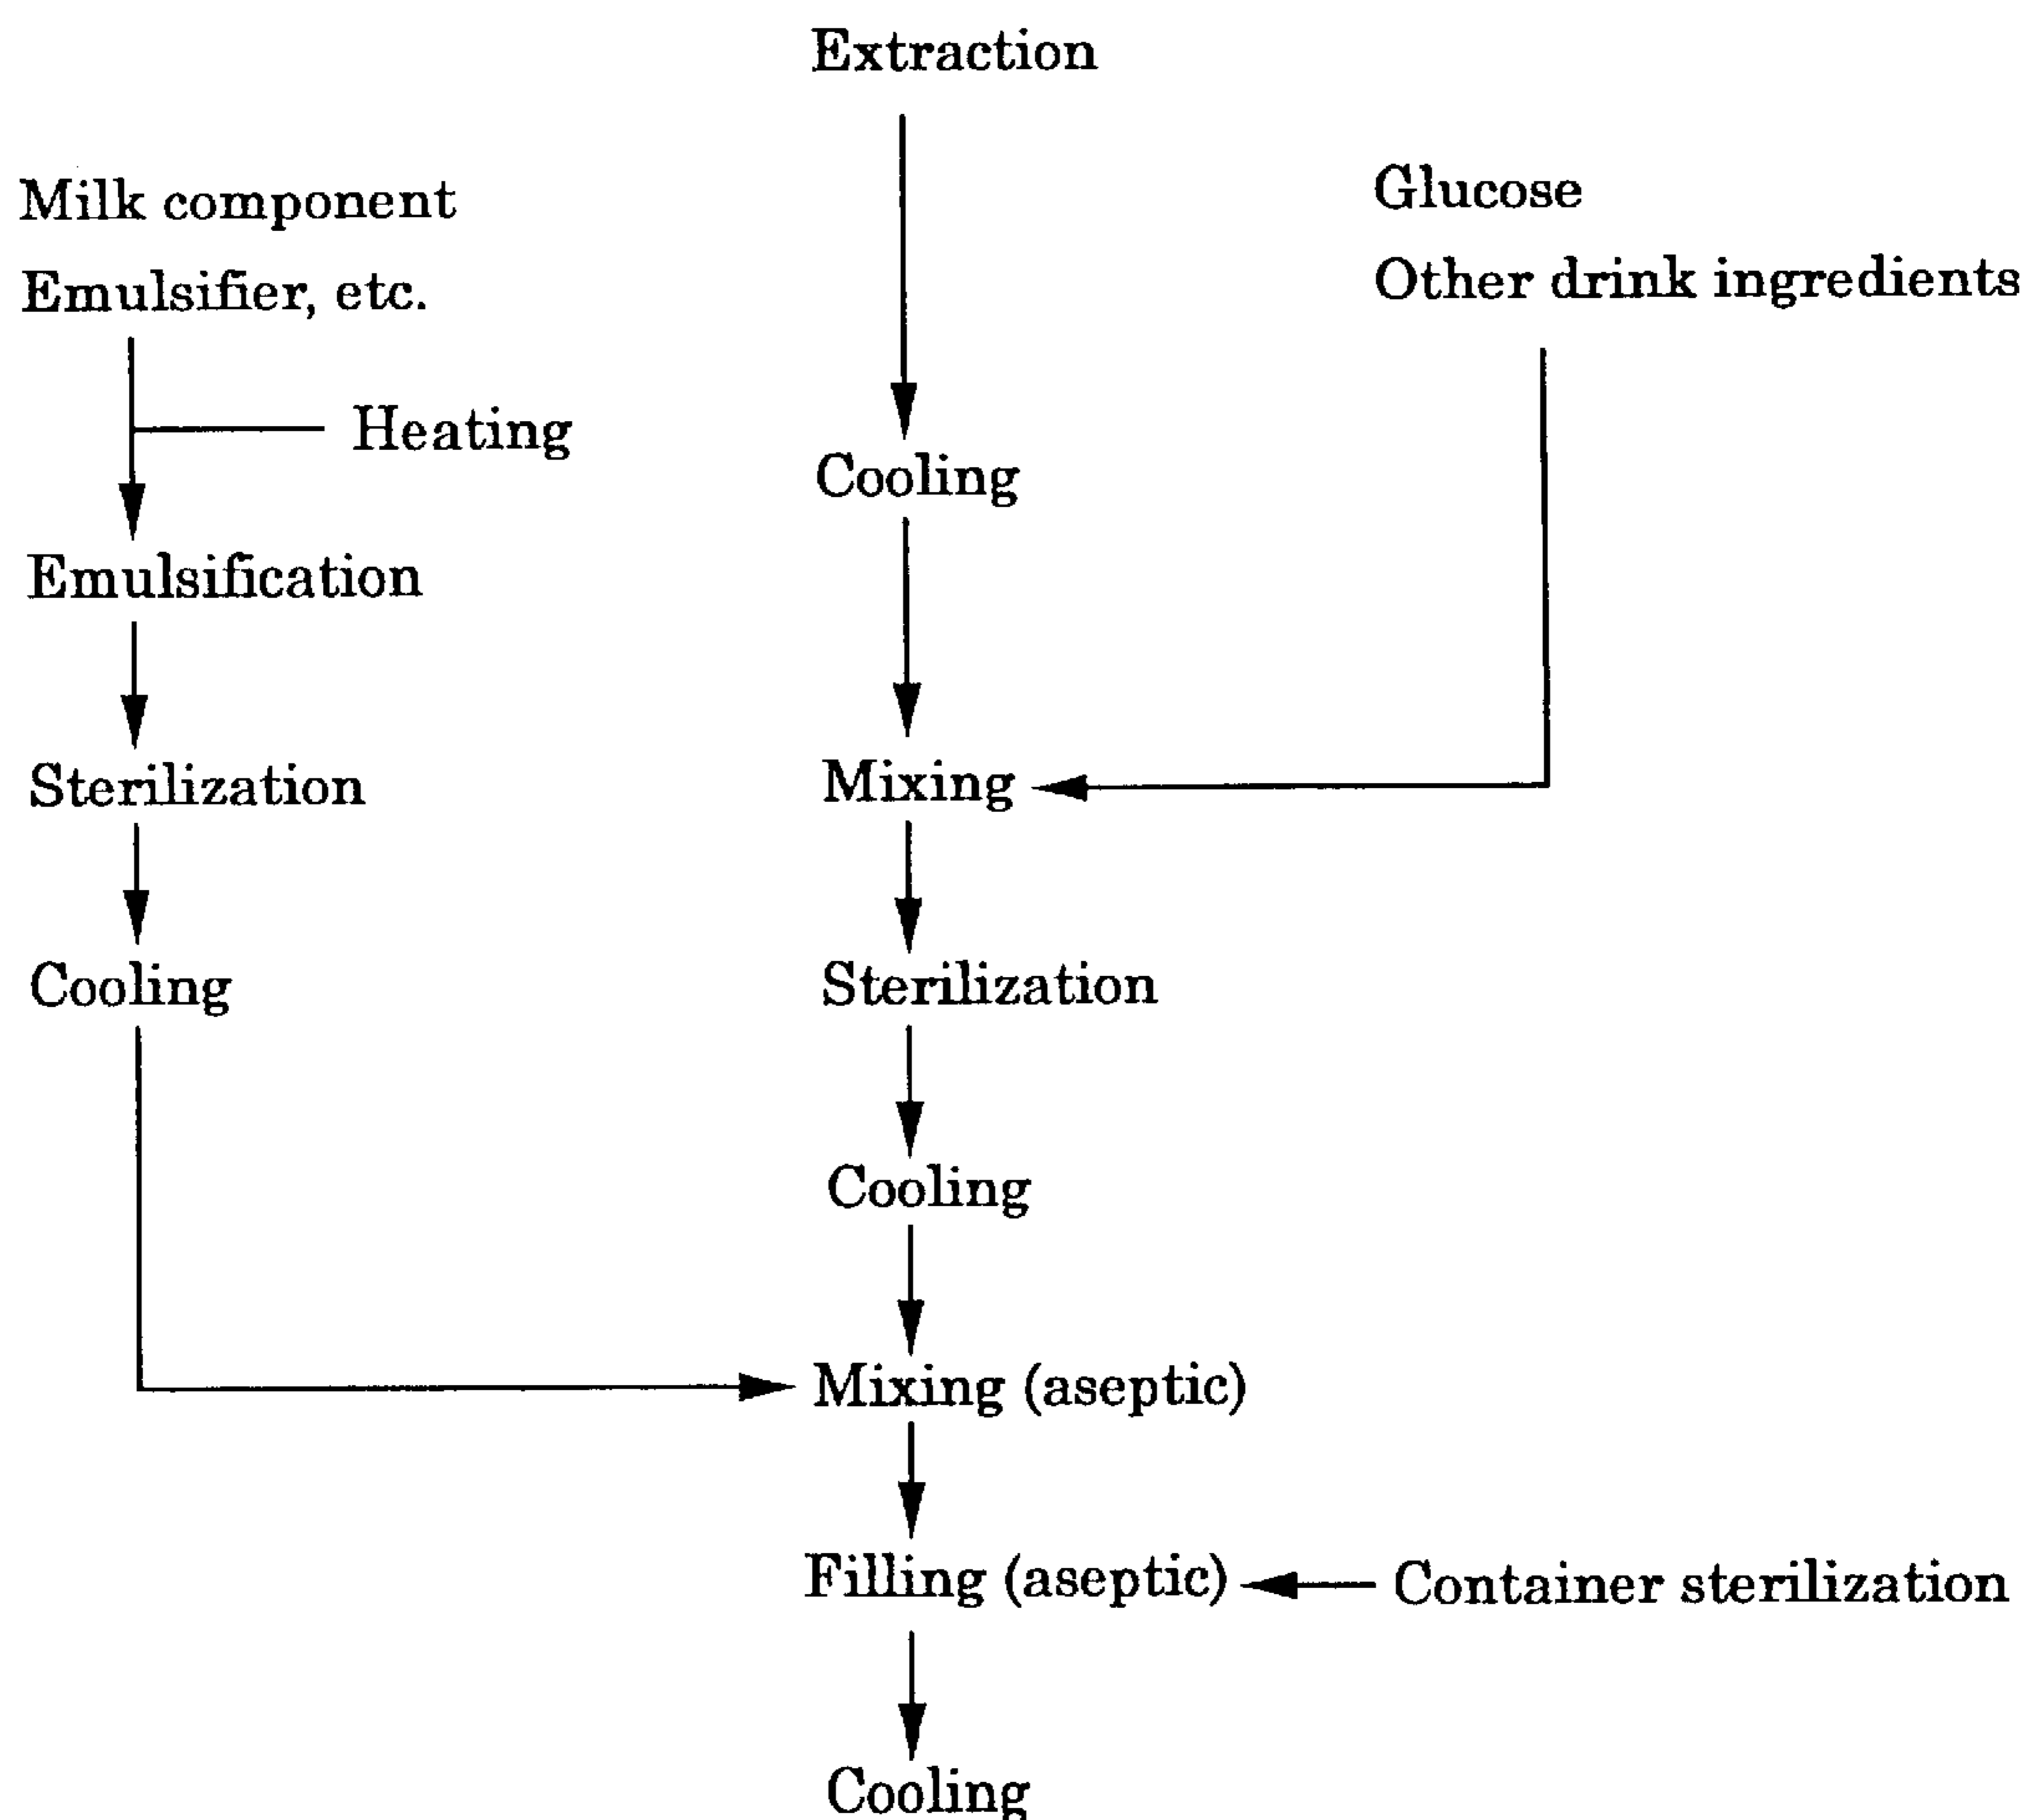 Extraction
Milk component
Emulsifier, etc.
Glucose
Other drink ingredients
Heating
Cooling
Emulsification
Sterilization
Mixing
Cooling
Sterilization
Cooling
Mixing (aseptic)
Filling (aseptic)
Container sterilization
Cooling